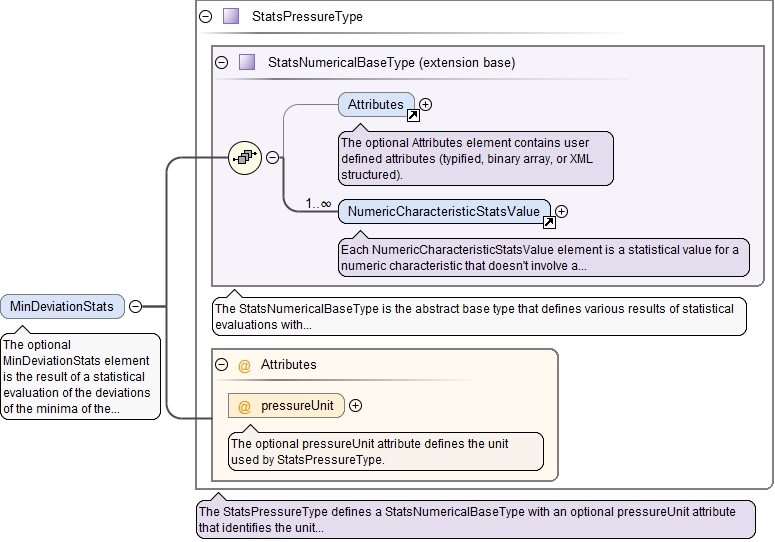 StatsPressureType
StatsNumericalBaseType (extension base)
Attributes
The optional Attributes element contains user
defined attributes (typified, binary array, or XML
structured).
1..∞
NumericCharacteristicStatsValue
Each NumericCharacteristicStatsValue element is a statistical value for a
numeric characteristic that doesn't involve a...
The StatsNumericalBaseType is the abstract base type that defines various results of statistical
evaluations with...
MinDeviationStats
The optional
MinDeviationStats element
is the result of a statistical
evaluation of the deviations
of the minima of the...
@ Attributes
@ pressureUnit
The optional pressureUnit attribute defines the unit
used by StatsPressureType.
The StatsPressureType defines a StatsNumericalBaseType with an optional pressureUnit attribute
that identifies the unit...